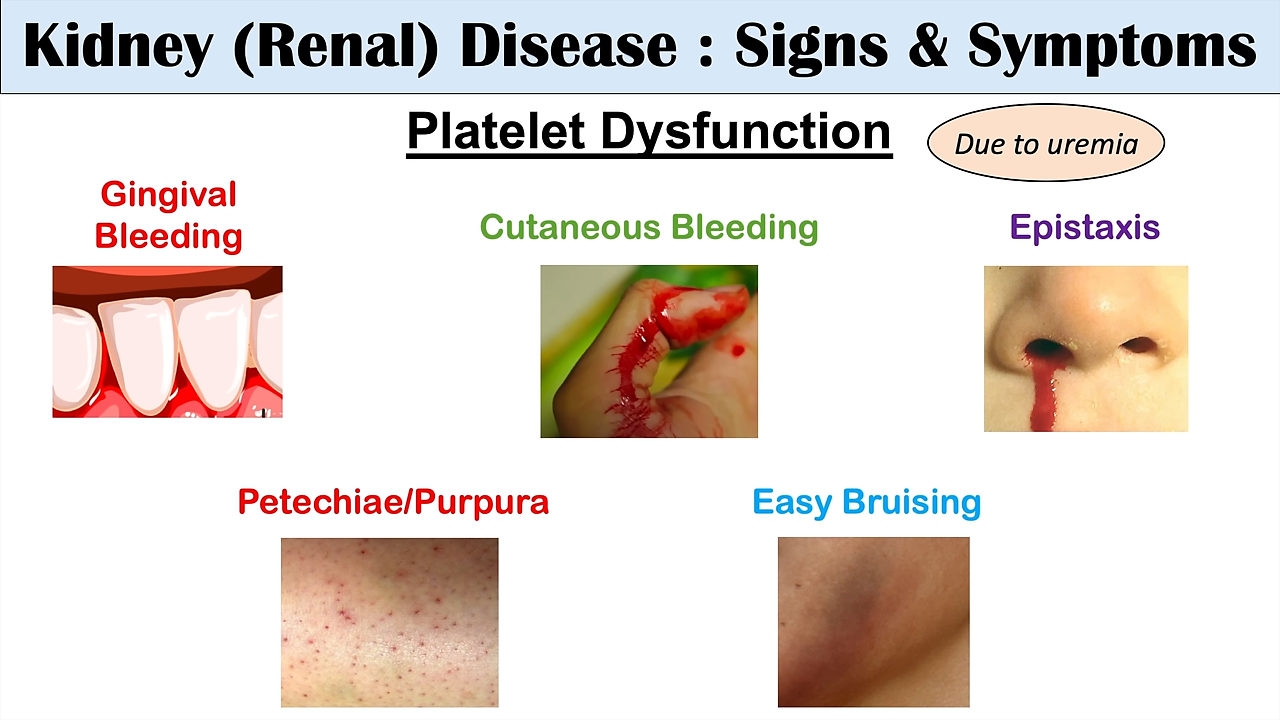 Kidney (Renal) Disease : Signs & Symptoms
Platelet Dysfunction
Due to uremia
Gingival
Bleeding
Cutaneous Bleeding
Epistaxis
Petechiae/Purpura
Easy Bruising